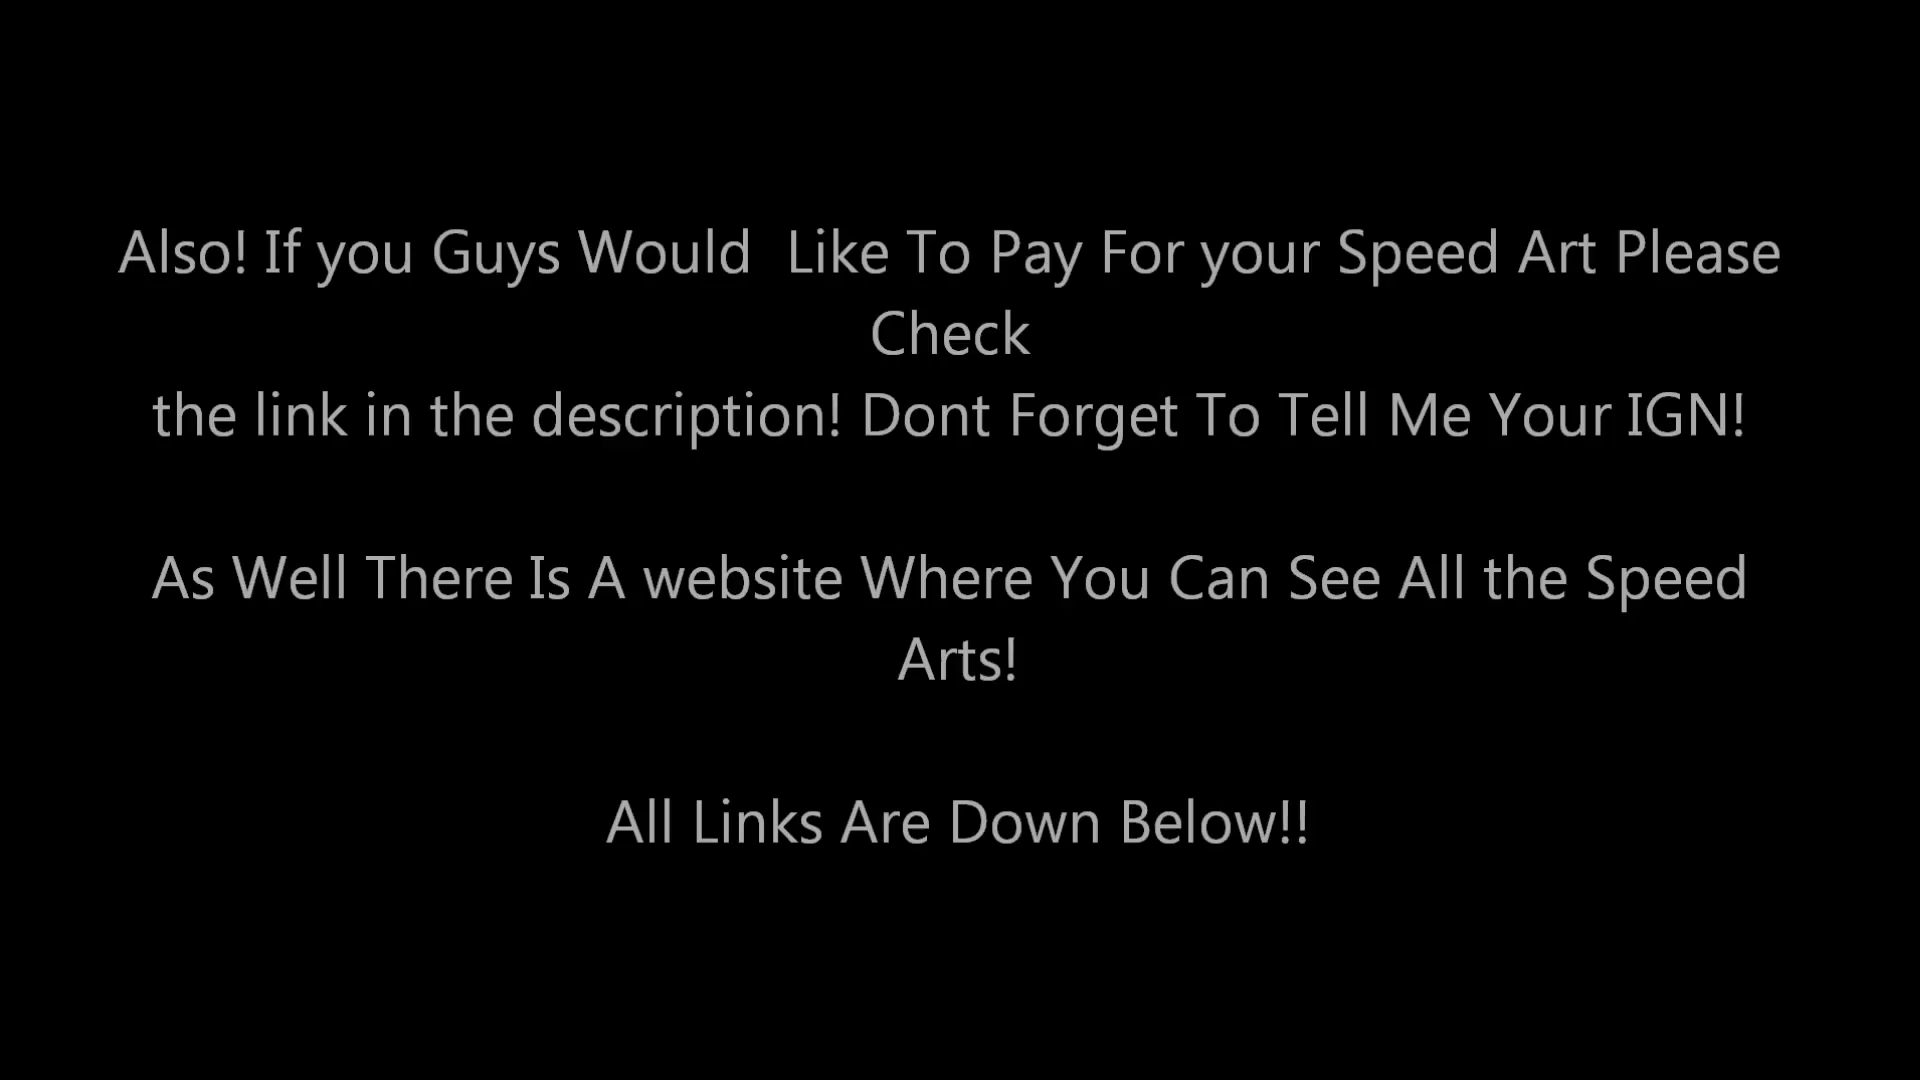 Also! If you Guys Would  Like To Pay For your Speed Art Please
Check
the link in the description! Dont Forget To Tell Me Your IGN!
As Well There Is A website Where You Can See All the Speed
Arts!
All Links Are Down Below!!